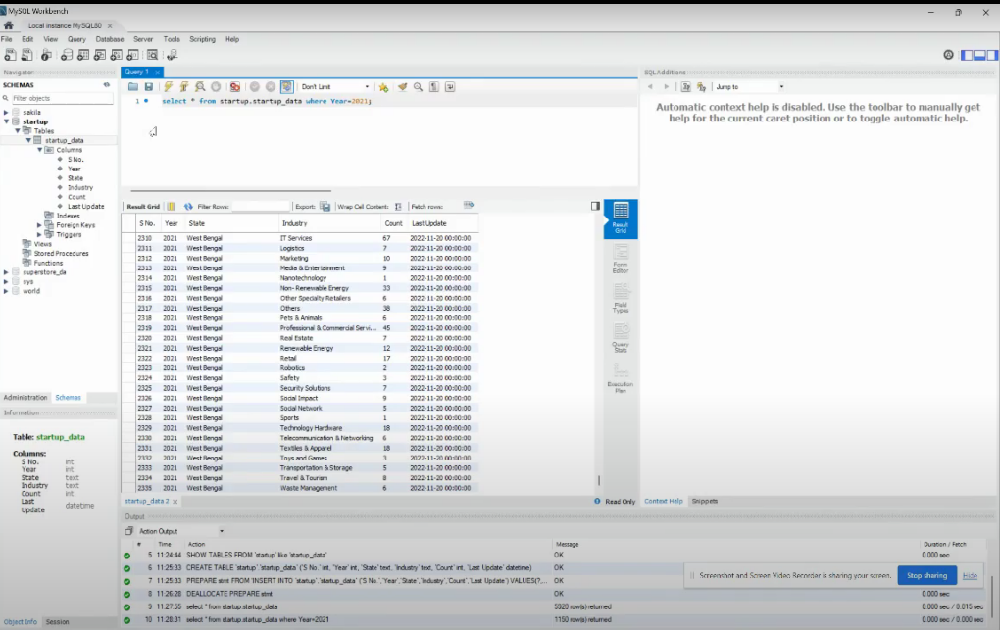 MySQL Workbench
Local instance MySQL80
File Edit View Query Database Server Tools Scripting Help
Navigator
SCHEMAS
Filter objects
sakila
startup
Tables
startup_data
Columns
S No.
Year
State
Industry
Count
Last Update
Indexes
Foreign Keys
Triggers
Views
Stored Procedures
Functions
superstore_da
sys
world
Administration Schemas
Information
Table: startup_data
Columns:
S No. int
Year int
State text
Industry text
Count int
Last Update datetime
Object Info Session
Query 1
Don't Limit
1 select * from startup.startup_data where Year=2021;
Result Grid Filter Rows: Export: Wrap Cell Content: Fetch rows:
S No. Year State Industry Count Last Update
2310 2021 West Bengal IT Services 67 2022-11-20 00:00:00
2311 2021 West Bengal Logistics 7 2022-11-20 00:00:00
2312 2021 West Bengal Marketing 10 2022-11-20 00:00:00
2313 2021 West Bengal Media & Entertainment 9 2022-11-20 00:00:00
2314 2021 West Bengal Nanotechnology 1 2022-11-20 00:00:00
2315 2021 West Bengal Non- Renewable Energy 33 2022-11-20 00:00:00
2316 2021 West Bengal Other Specialty Retailers 6 2022-11-20 00:00:00
2317 2021 West Bengal Others 38 2022-11-20 00:00:00
2318 2021 West Bengal Pets & Animals 6 2022-11-20 00:00:00
2319 2021 West Bengal Professional & Commercial Servi... 45 2022-11-20 00:00:00
2320 2021 West Bengal Real Estate 7 2022-11-20 00:00:00
2321 2021 West Bengal Renewable Energy 12 2022-11-20 00:00:00
2322 2021 West Bengal Retail 17 2022-11-20 00:00:00
2323 2021 West Bengal Robotics 2 2022-11-20 00:00:00
2324 2021 West Bengal Safety 3 2022-11-20 00:00:00
2325 2021 West Bengal Security Solutions 7 2022-11-20 00:00:00
2326 2021 West Bengal Social Impact 9 2022-11-20 00:00:00
2327 2021 West Bengal Social Network 5 2022-11-20 00:00:00
2328 2021 West Bengal Sports 1 2022-11-20 00:00:00
2329 2021 West Bengal Technology Hardware 18 2022-11-20 00:00:00
2330 2021 West Bengal Telecommunication & Networking 6 2022-11-20 00:00:00
2331 2021 West Bengal Textiles & Apparel 18 2022-11-20 00:00:00
2332 2021 West Bengal Toys and Games 3 2022-11-20 00:00:00
2333 2021 West Bengal Transportation & Storage 5 2022-11-20 00:00:00
2334 2021 West Bengal Travel & Tourism 8 2022-11-20 00:00:00
2335 2021 West Bengal Waste Management 6 2022-11-20 00:00:00
startup_data 2
Read Only
Result Grid
Form Editor
Field Types
Query Stats
Execution Plan
SQLAdditions
Jump to
Automatic context help is disabled. Use the toolbar to manually get
help for the current caret position or to toggle automatic help.
Context Help Snippets
Output
Action Output
# Time Action Message Duration / Fetch
5 11:24:44 SHOW TABLES FROM `startup` like 'startup_data' OK 0.000 sec
6 11:25:33 CREATE TABLE `startup`.`startup_data` (`S No.` int, `Year` int, `State` text, `Industry` text, `Count` int, `Last Update` datetime) OK
7 11:25:33 PREPARE stmt FROM 'INSERT INTO `startup`.`startup_data` (`S No.`,`Year`,`State`,`Industry`,`Count`,`Last Update`) VALUES(?,... OK
8 11:26:28 DEALLOCATE PREPARE stmt OK 0.000 sec
9 11:27:55 select * from startup.startup_data 5920 row(s) returned 0.000 sec / 0.015 sec
10 11:28:31 select * from startup.startup_data where Year=2021 1150 row(s) returned 0.000 sec / 0.000 sec
Screenshot and Screen Video Recorder is sharing your screen. Stop sharing Hide